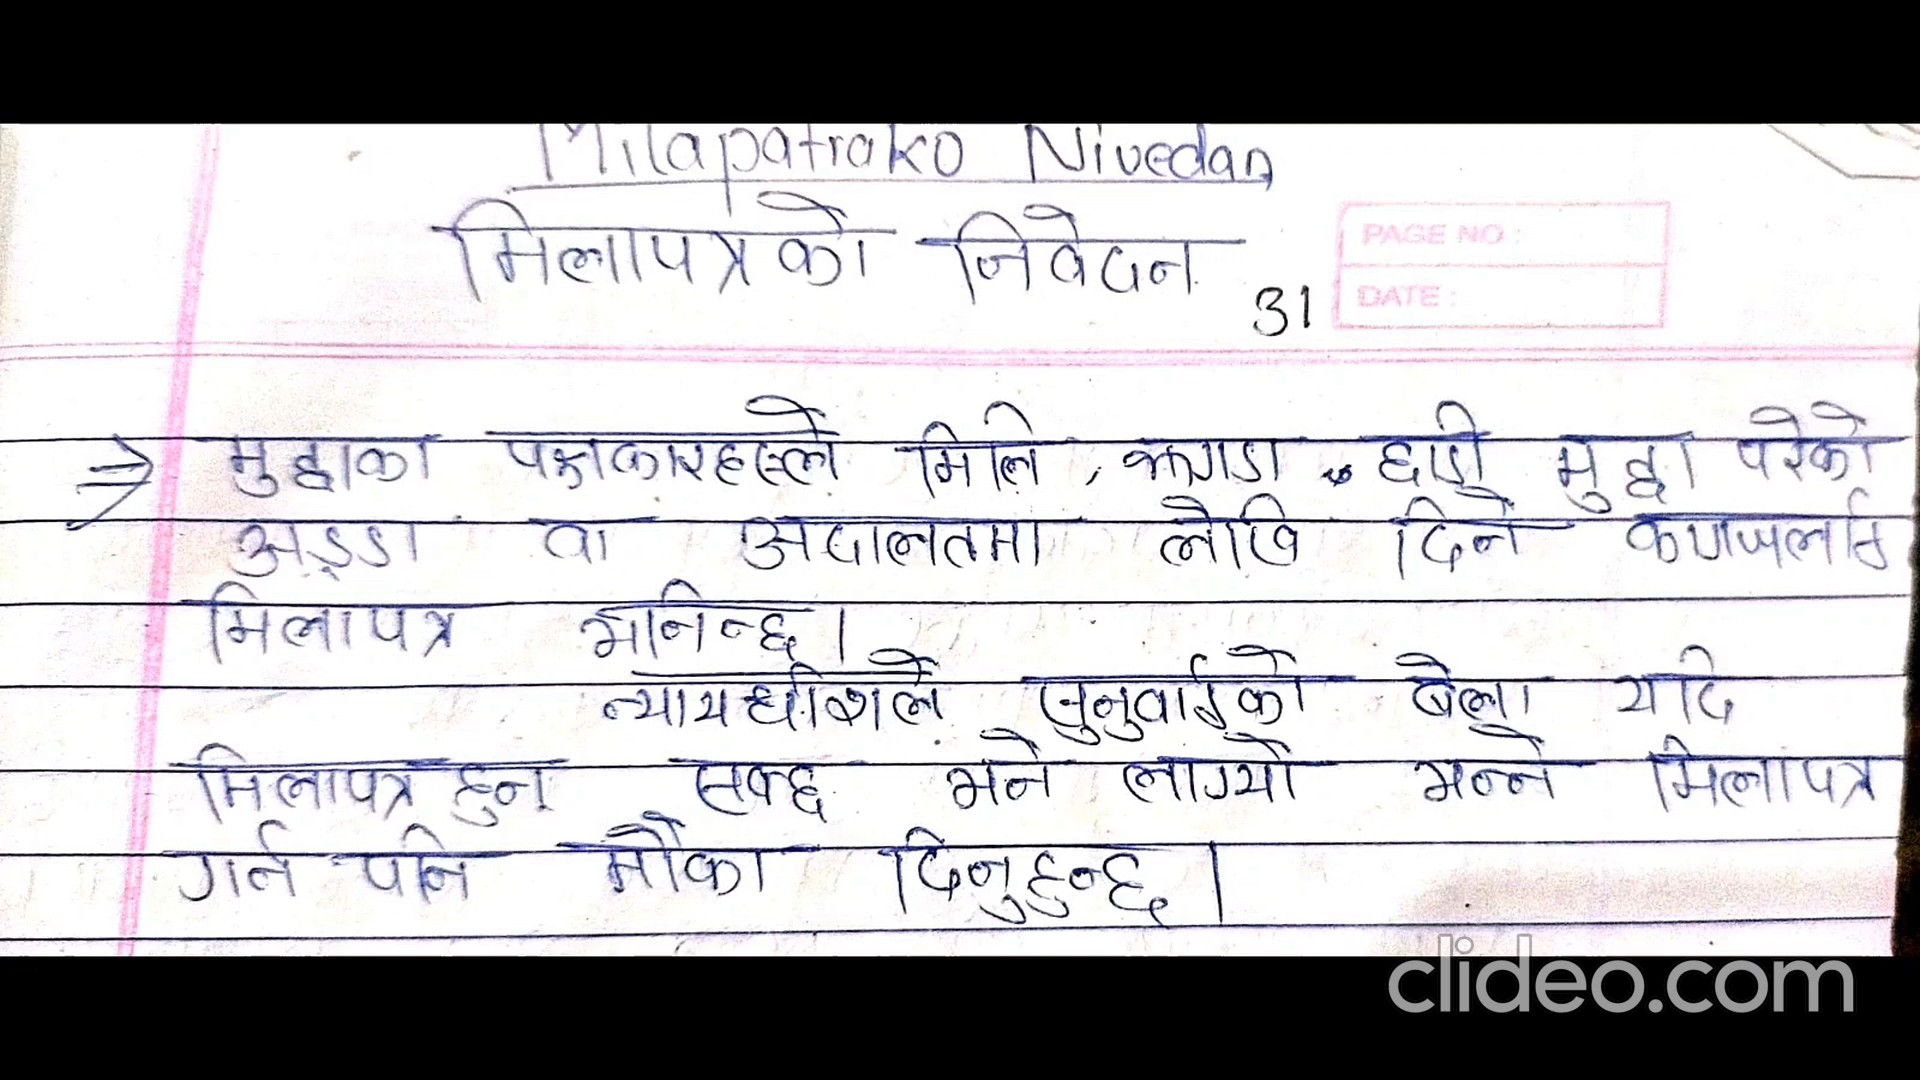 Milapatrako Nivedan
मिलापत्रको निवेदन
31
PAGE NO :
DATE :
⇒ मुद्दाका पक्षकारहरुले मिलि, झगडा छाडी मुद्दा परेको
अड्डा वा अदालतमा लेखि दिने कागजलाई
मिलापत्र भनिन्छ।
न्यायधीशले सुनुवाईको बेला यदि
मिलापत्र हुन सक्छ भने लाग्यो भन्ने मिलापत्र
गर्न पनि मौका दिनुहुन्छ।
clideo.com